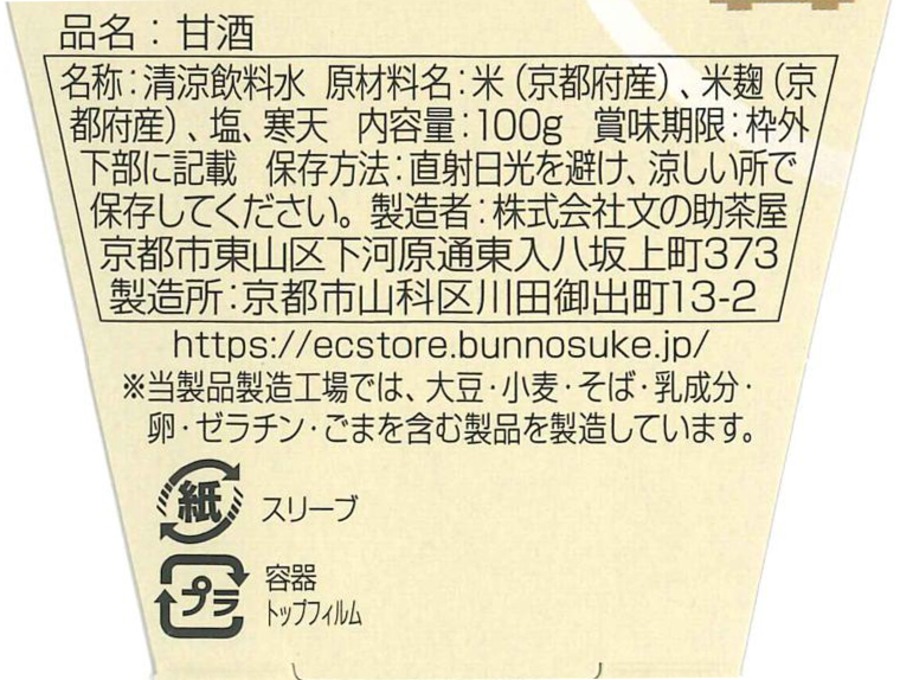 品名：甘酒
名称：清涼飲料水　原材料名：米（京都府産）、米麹（京
都府産）、塩、寒天　内容量：100g　賞味期限：枠外
下部に記載　保存方法：直射日光を避け、涼しい所で
保存してください。製造者：株式会社文の助茶屋
京都市東山区下河原通東入八坂上町373
製造所：京都市山科区川田御出町13-2
https://ecstore.bunnosuke.jp/
※当製品製造工場では、大豆・小麦・そば・乳成分・
卵・ゼラチン・ごまを含む製品を製造しています。
紙 スリーブ
プラ 容器
トップフィルム